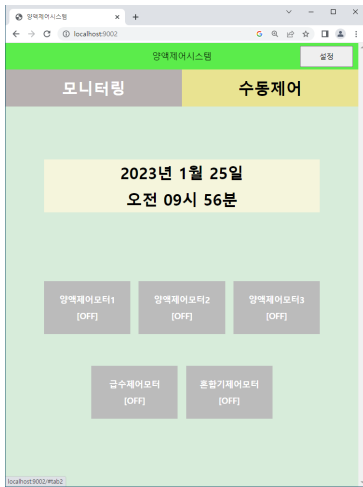 양액제어시스템
localhost:9002
양액제어시스템
설정
모니터링
수동제어
2023년 1월 25일
오전 09시 56분
양액제어모터1
[OFF]
양액제어모터2
[OFF]
양액제어모터3
[OFF]
급수제어모터
[OFF]
혼합기제어모터
[OFF]
localhost:9002/#tab2